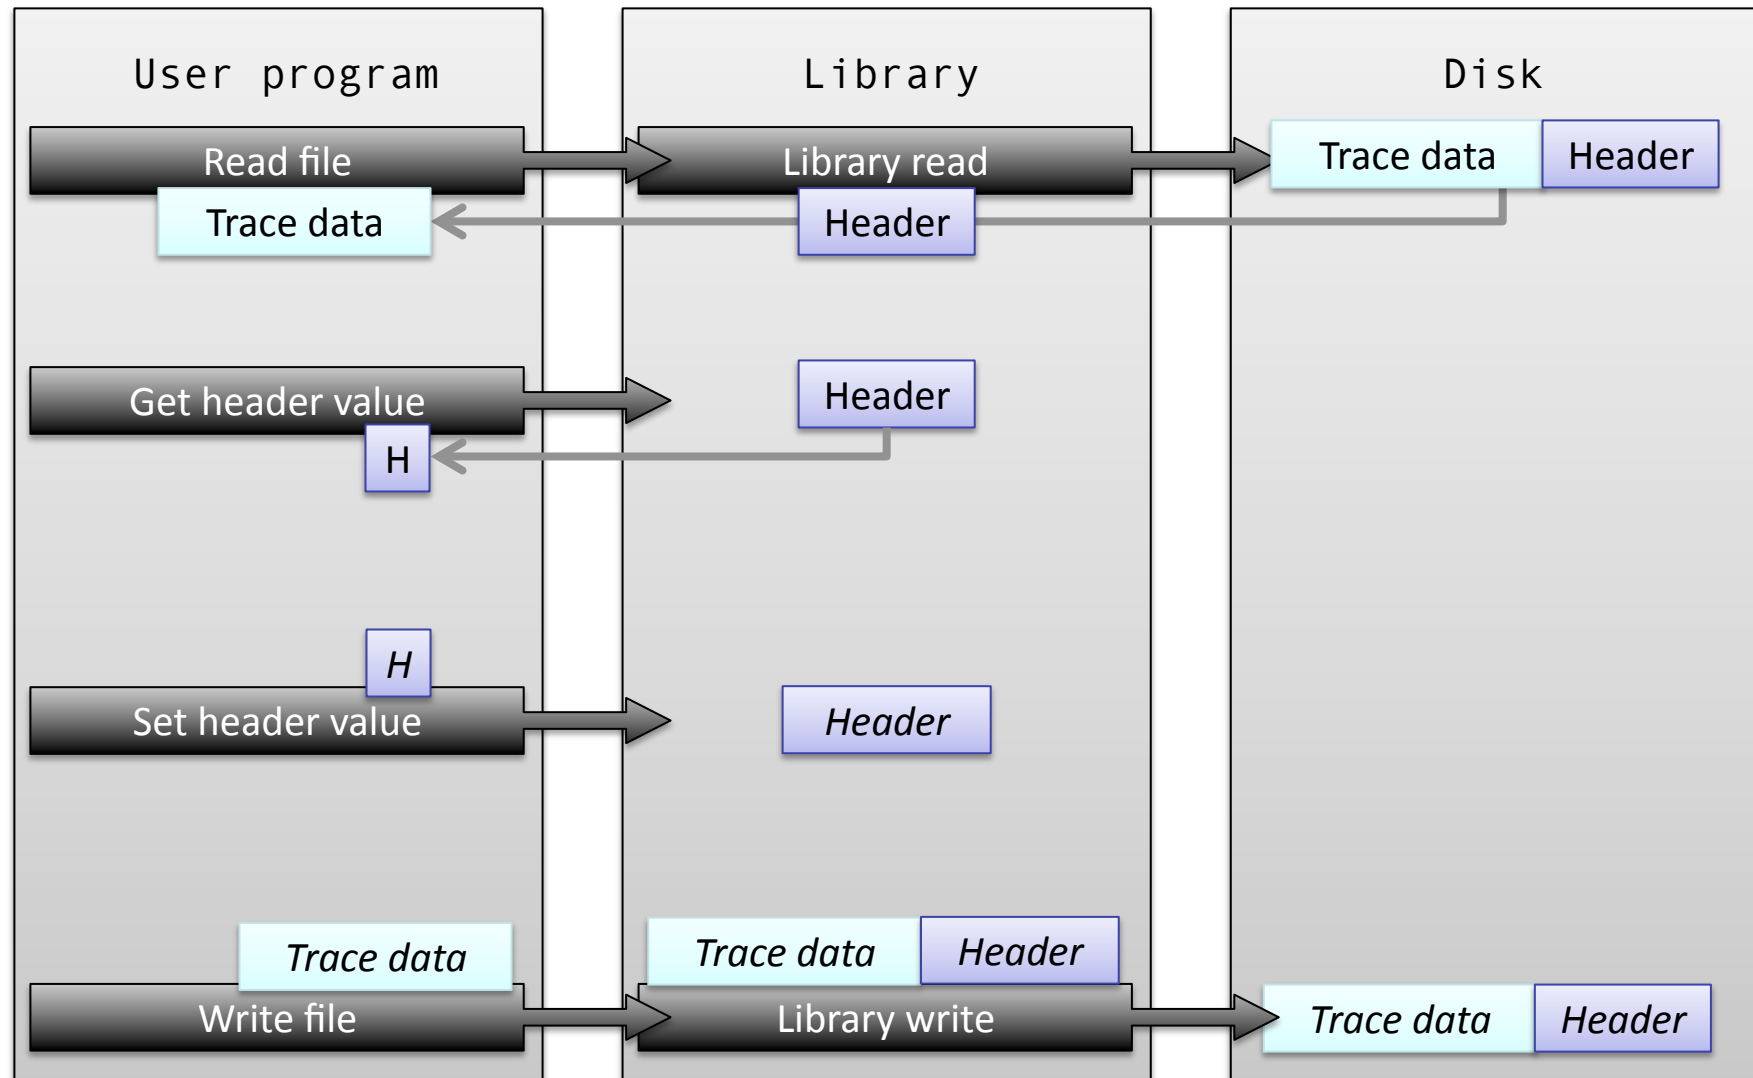 User program
Library
Disk
Read file
Library read
Trace data
Header
Trace data
Header
Get header value
Header
H
H
Set header value
Header
Trace data
Trace data
Header
Write file
Library write
Trace data
Header